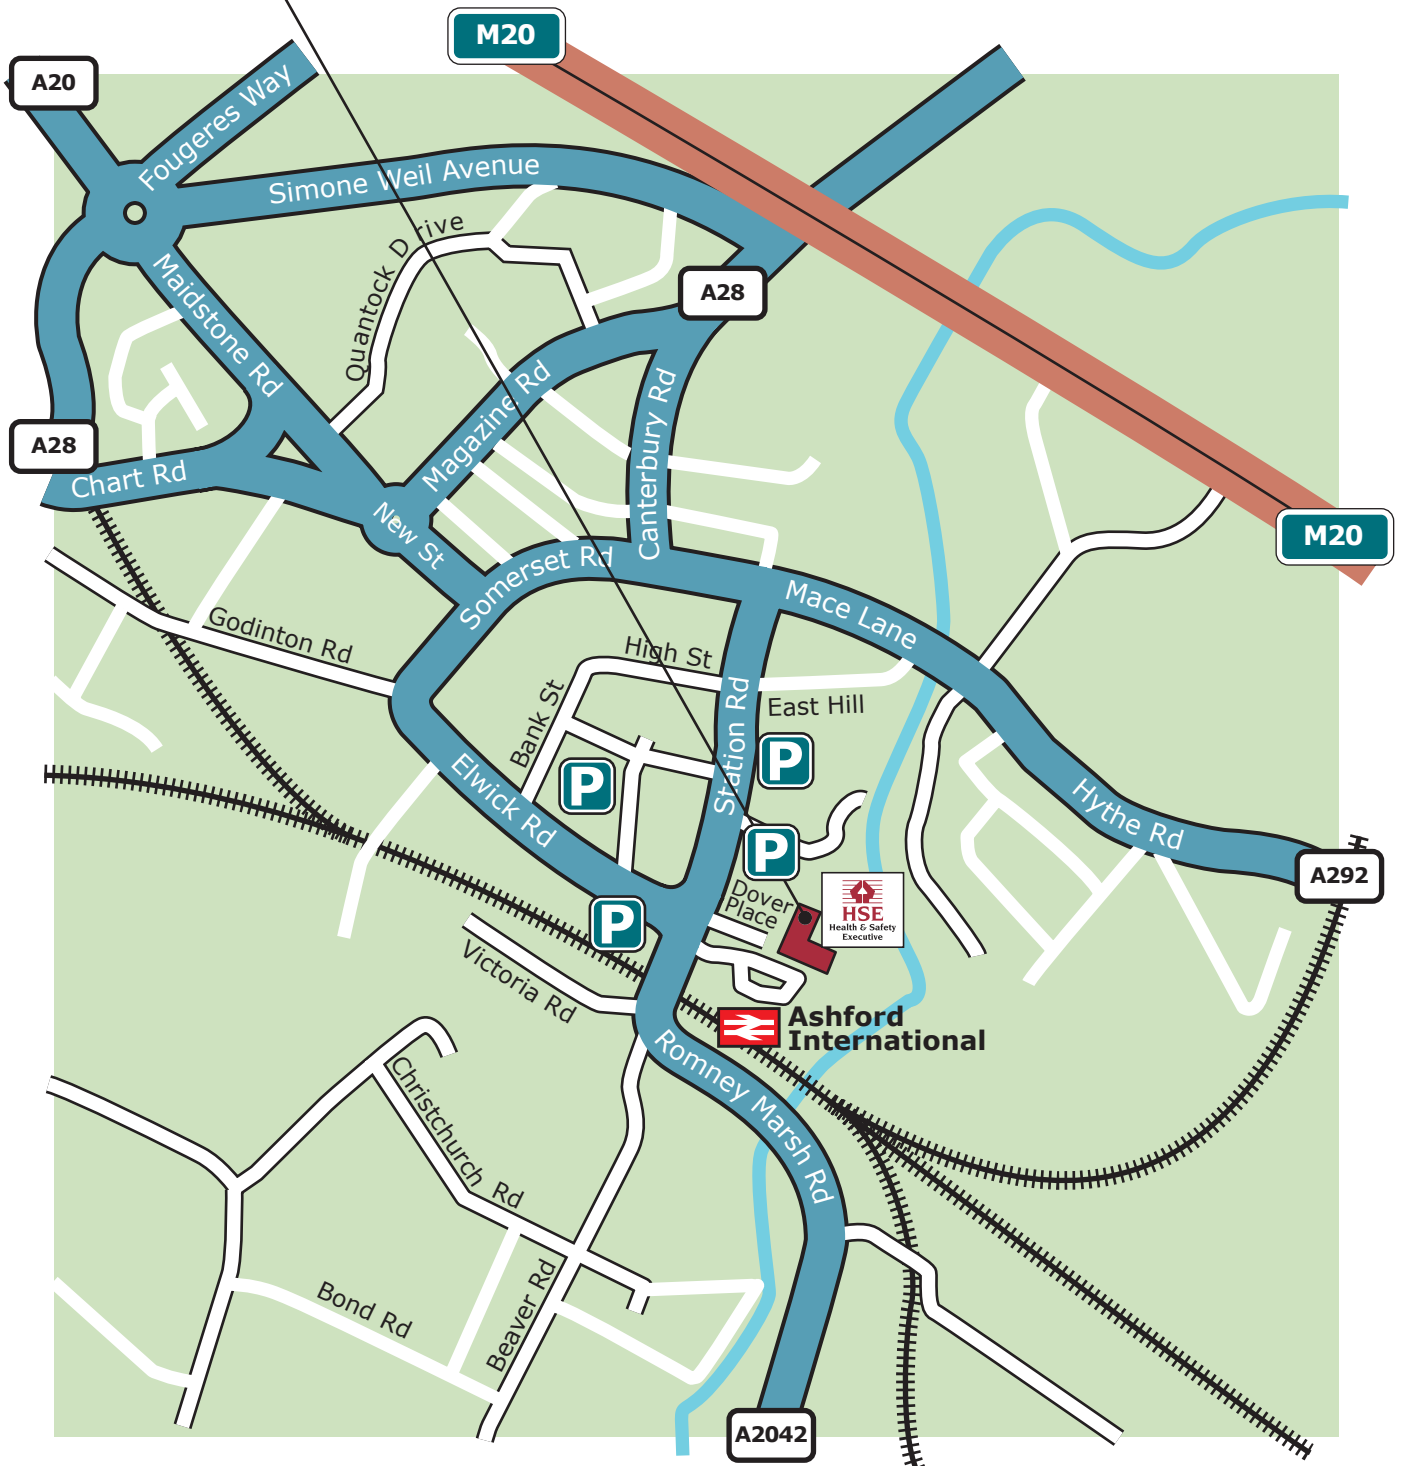 M20
A20
Fougeres Way
Simone Weil Avenue
Quantock Drive
A28
Maidstone Rd
Magazine Rd
Canterbury Rd
A28
Chart Rd
New St
M20
Somerset Rd
Mace Lane
Godinton Rd
High St
Bank St
Station Rd
East Hill
P
P
Elwick Rd
Hythe Rd
P
A292
Dover
Place
HSE
Health & Safety
Executive
P
Victoria Rd
Ashford
International
Romney Marsh Rd
Christchurch Rd
Bond Rd
Beaver Rd
A2042